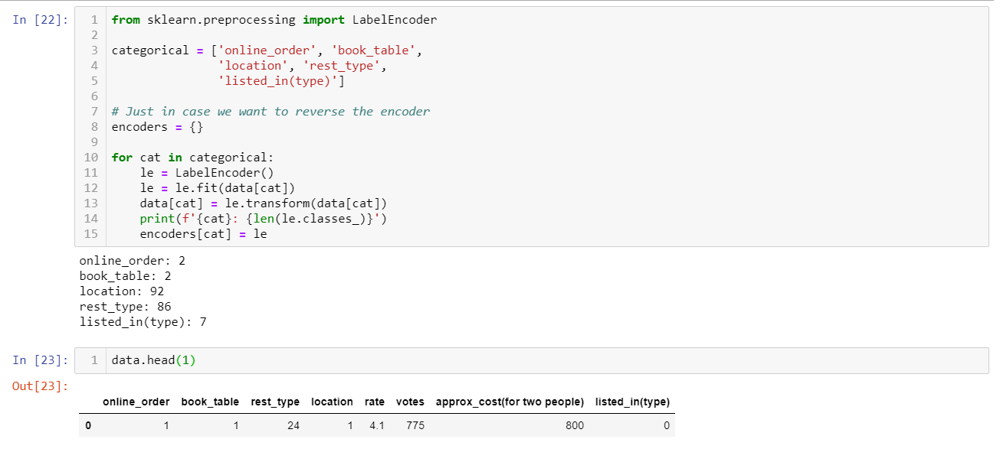 In [22]:
1 from sklearn.preprocessing import LabelEncoder
2
3 categorical = ['online_order', 'book_table',
4                'location', 'rest_type',
5                'listed_in(type)']
6
7 # Just in case we want to reverse the encoder
8 encoders = {}
9
10 for cat in categorical:
11     le = LabelEncoder()
12     le = le.fit(data[cat])
13     data[cat] = le.transform(data[cat])
14     print(f'{cat}: {len(le.classes_)}')
15     encoders[cat] = le
online_order: 2
book_table: 2
location: 92
rest_type: 86
listed_in(type): 7
In [23]:
1 data.head(1)
Out[23]:
online_order book_table rest_type location rate votes approx_cost(for two people) listed_in(type)
0 1 1 24 1 4.1 775 800 0